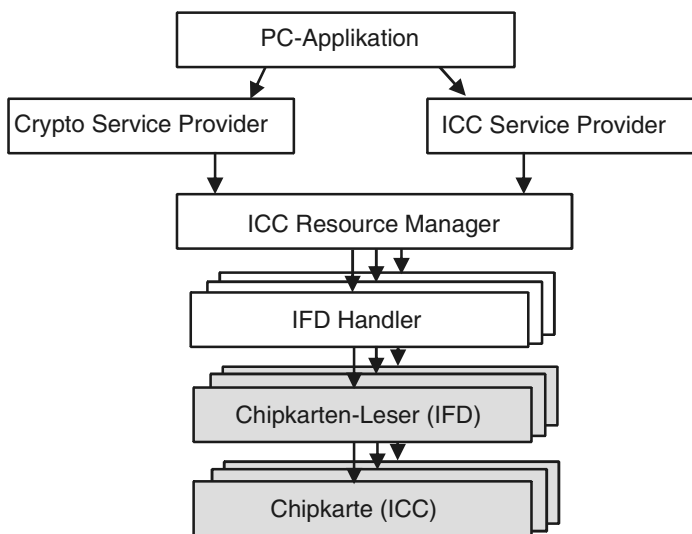 PC-Applikation
Crypto Service Provider
ICC Service Provider
ICC Resource Manager
IFD Handler
Chipkarten-Leser (IFD)
Chipkarte (ICC)